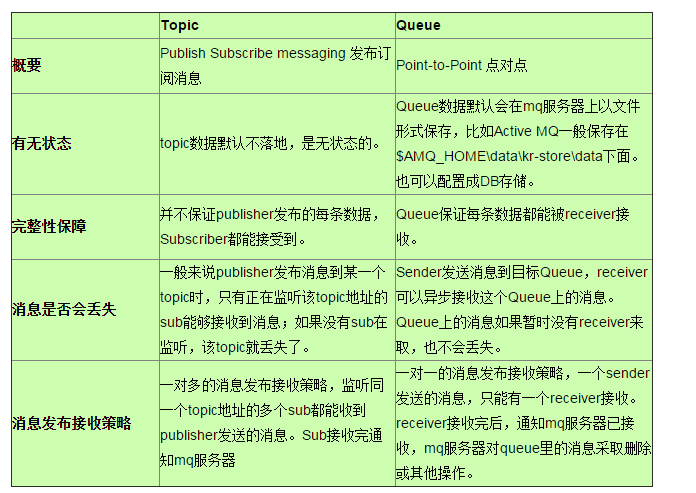 Topic
Queue
概要
Publish Subscribe messaging 发布订
阅消息
Point-to-Point 点对点
有无状态
topic数据默认不落地，是无状态的。
Queue数据默认会在mq服务器上以文件
形式保存，比如Active MQ一般保存在
$AMQ_HOME\data\kr-store\data下面。
也可以配置成DB存储。
完整性保障
并不保证publisher发布的每条数据，
Subscriber都能接受到。
Queue保证每条数据都能被receiver接
收。
消息是否会丢失
一般来说publisher发布消息到某一个
topic时，只有正在监听该topic地址的
sub能够接收到消息；如果没有sub在
监听，该topic就丢失了。
Sender发送消息到目标Queue，receiver
可以异步接收这个Queue上的消息。
Queue上的消息如果暂时没有receiver来
取，也不会丢失。
消息发布接收策略
一对多的消息发布接收策略，监听同
一个topic地址的多个sub都能收到
publisher发送的消息。Sub接收完通
知mq服务器
一对一的消息发布接收策略，一个sender
发送的消息，只能有一个receiver接收。
receiver接收完后，通知mq服务器已接
收，mq服务器对queue里的消息采取删除
或其他操作。